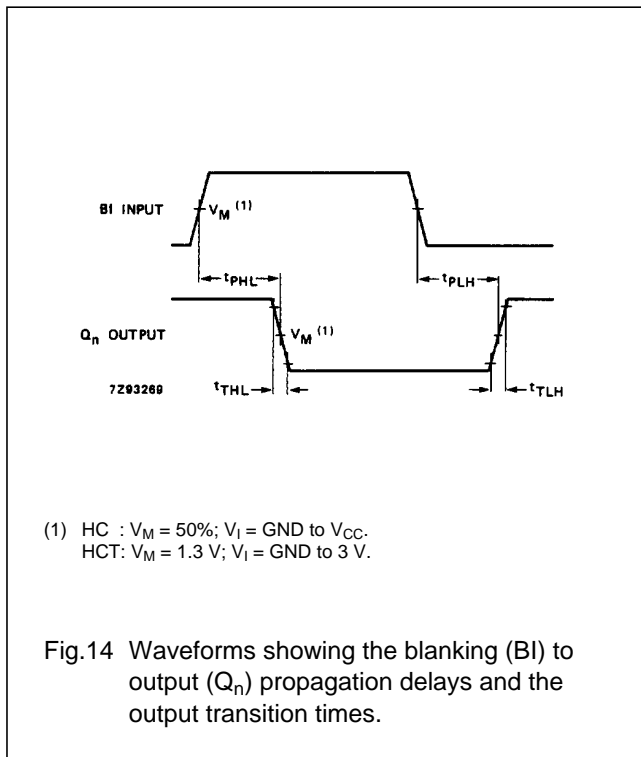 BI INPUT
V_M (1)
t_PHL
t_PLH
Q_n OUTPUT
V_M (1)
7Z93269
t_THL
t_TLH
(1) HC : V_M = 50%; V_I = GND to V_CC.
HCT: V_M = 1.3 V; V_I = GND to 3 V.
Fig.14 Waveforms showing the blanking (BI) to
output (Q_n) propagation delays and the
output transition times.